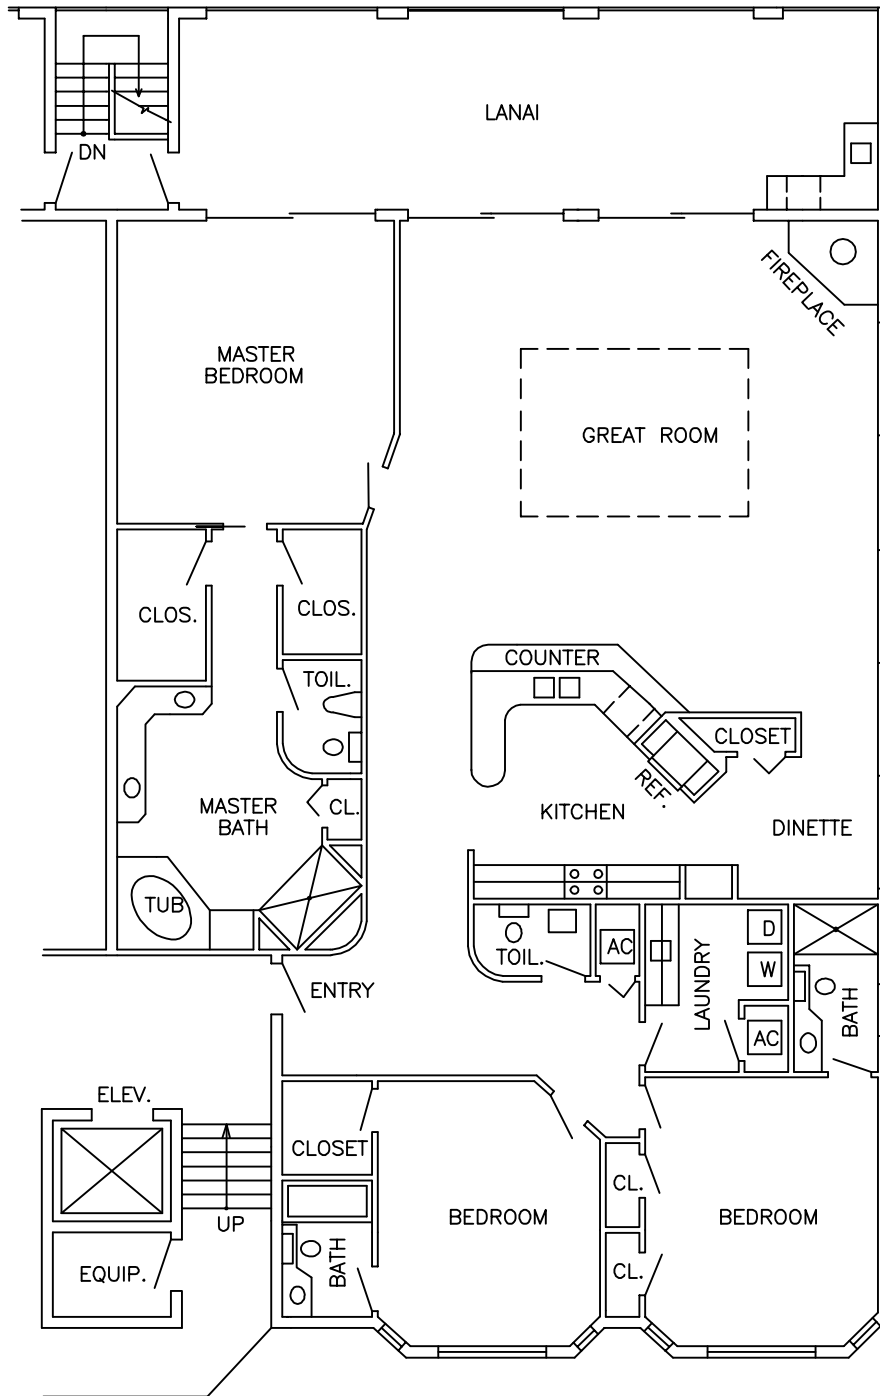 LANAI
DN
FIREPLACE
MASTER
BEDROOM
GREAT ROOM
CLOS.
CLOS.
COUNTER
TOIL.
CLOSET
REF.
MASTER
BATH
CL.
KITCHEN
DINETTE
TUB
D
TOIL.
AC
LAUNDRY
W
ENTRY
BATH
AC
ELEV.
CLOSET
CL.
UP
BEDROOM
BEDROOM
EQUIP.
BATH
CL.